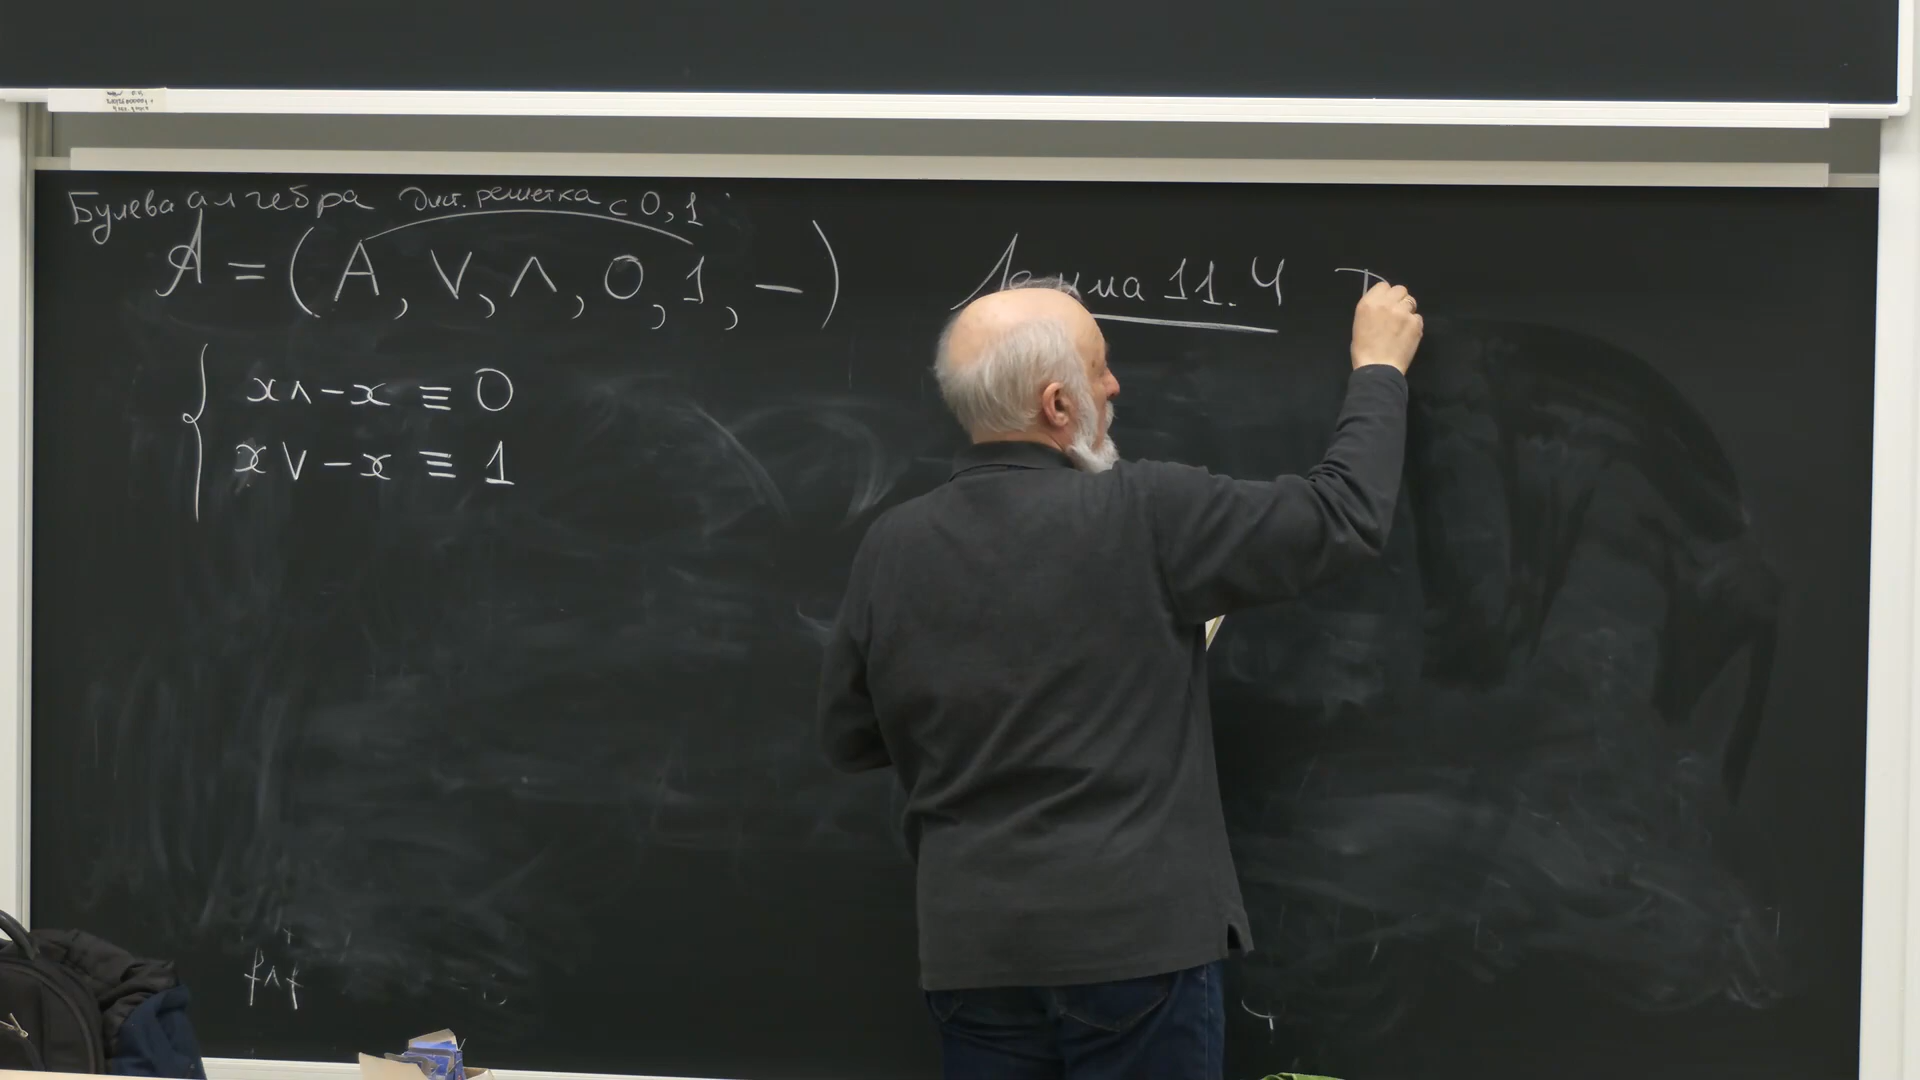 Булева алгебра дист. решетка с 0, 1
𝒜 = (A, ∨, ∧, 0, 1, −)
x ∧ −x ≡ 0
x ∨ −x ≡ 1
Лемма 11.4